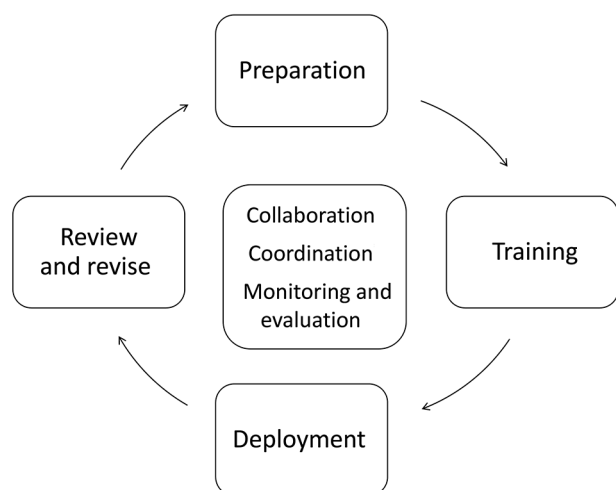 Preparation
Review
and revise
Collaboration
Coordination
Monitoring and
evaluation
Training
Deployment